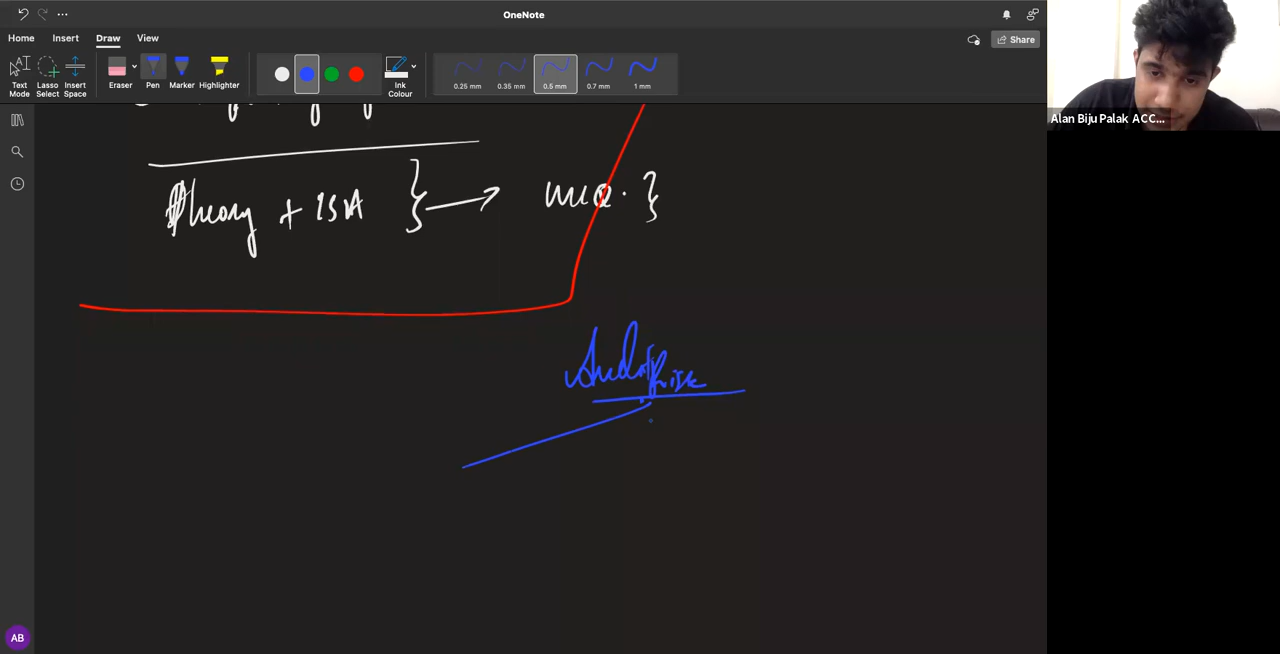 OneNote
Home Insert Draw View
Share
Text Mode Lasso Select Insert Space Eraser Pen Marker Highlighter Ink Colour 0.25 mm 0.35 mm 0.5 mm 0.7 mm 1 mm
Alan Biju Palak ACC...
Theory + ISA } → MCQ. }
Audit Risk
AB